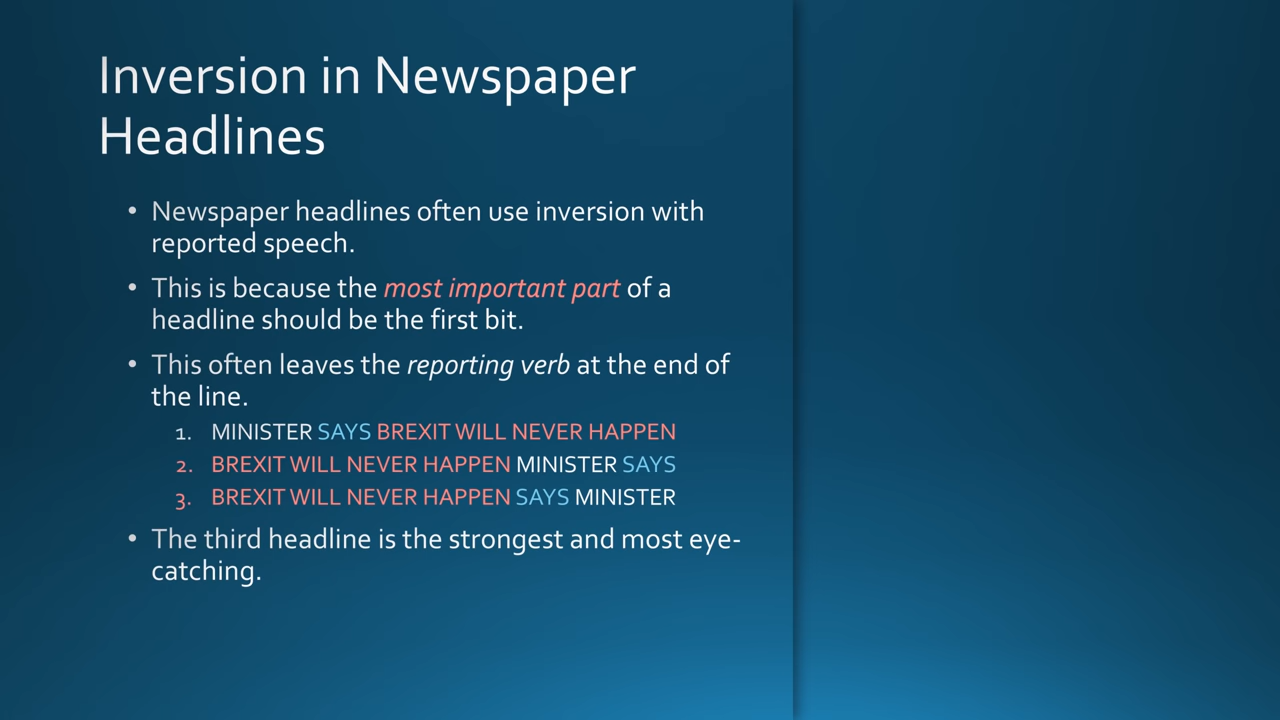 Inversion in Newspaper
Headlines
• Newspaper headlines often use inversion with
reported speech.
• This is because the most important part of a
headline should be the first bit.
• This often leaves the reporting verb at the end of
the line.
1. MINISTER SAYS BREXIT WILL NEVER HAPPEN
2. BREXIT WILL NEVER HAPPEN MINISTER SAYS
3. BREXIT WILL NEVER HAPPEN SAYS MINISTER
• The third headline is the strongest and most eye-
catching.